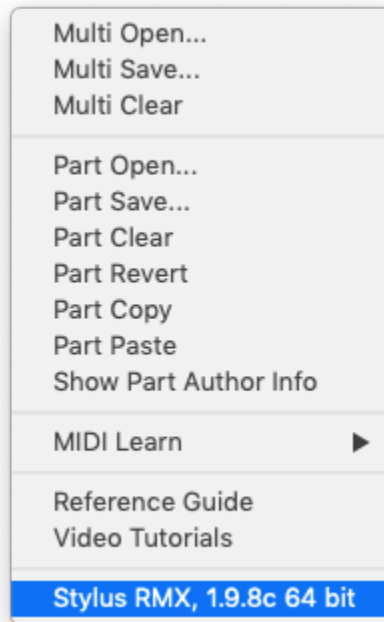 Multi Open...
Multi Save...
Multi Clear
Part Open...
Part Save...
Part Clear
Part Revert
Part Copy
Part Paste
Show Part Author Info
MIDI Learn
Reference Guide
Video Tutorials
Stylus RMX, 1.9.8c 64 bit